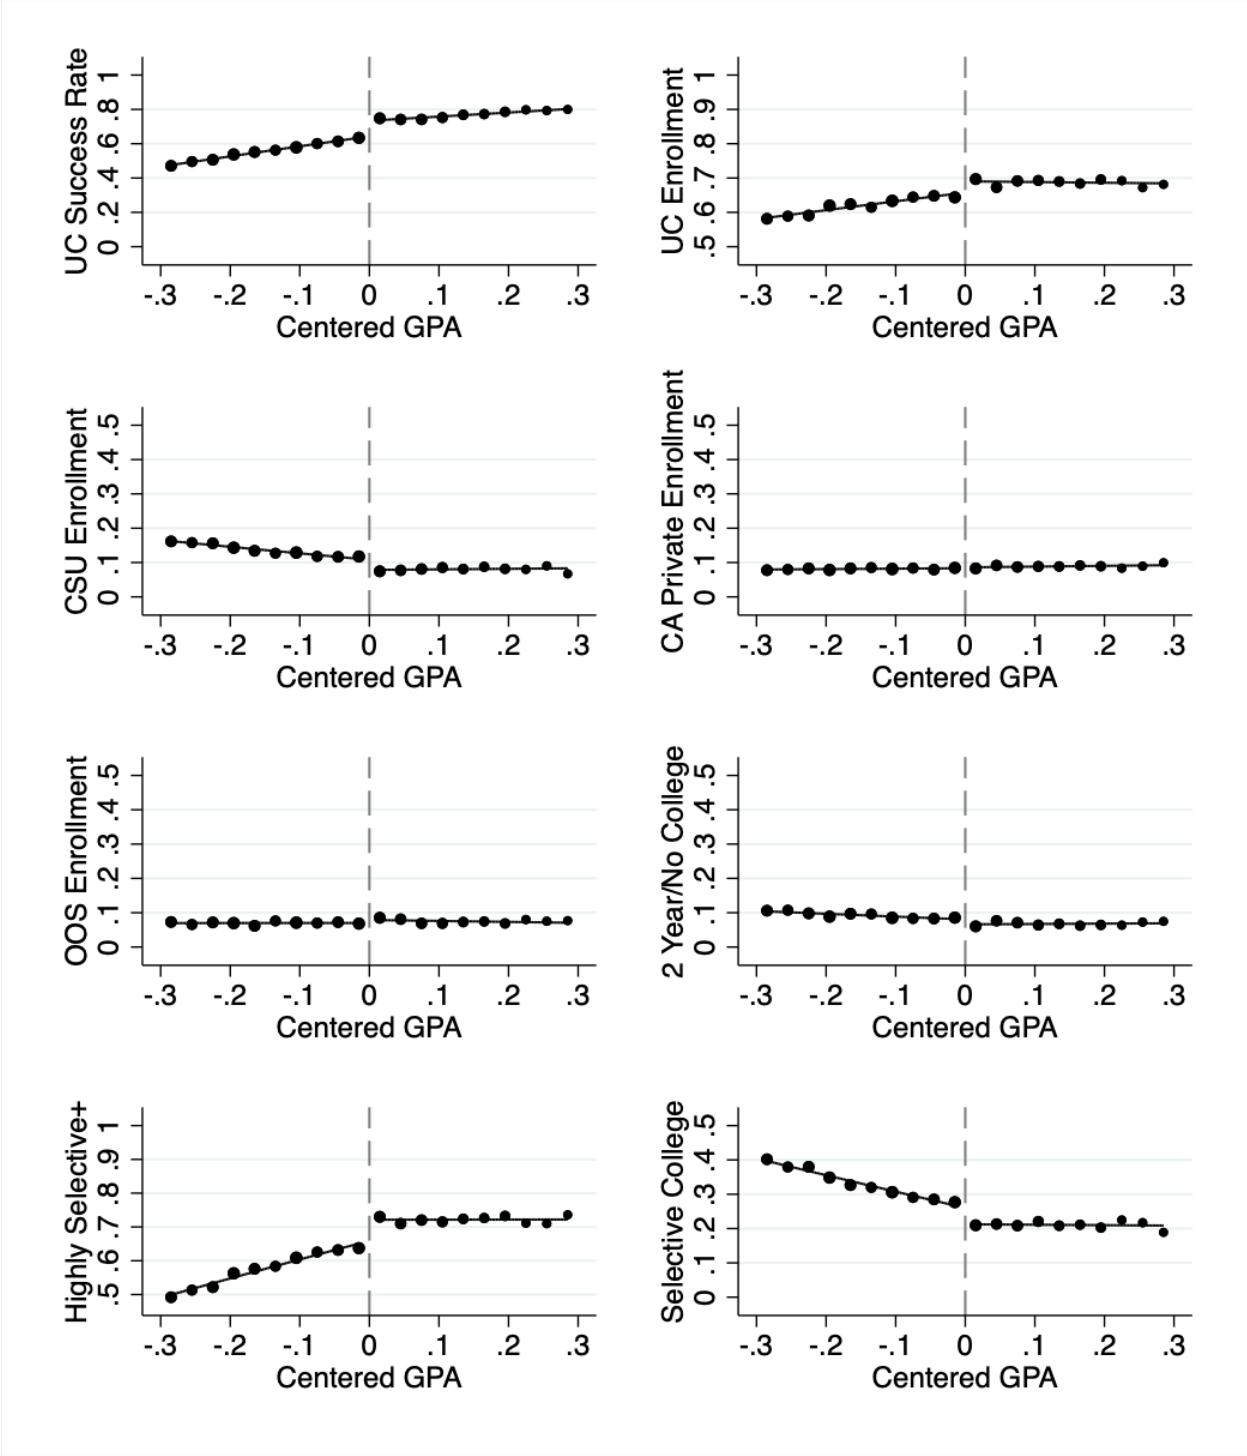 UC Success Rate
0 .2 .4 .6 .8 1
-.3 -.2 -.1 0 .1 .2 .3
Centered GPA
UC Enrollment
.5 .6 .7 .8 .9 1
-.3 -.2 -.1 0 .1 .2 .3
Centered GPA
CSU Enrollment
0 .1 .2 .3 .4 .5
-.3 -.2 -.1 0 .1 .2 .3
Centered GPA
CA Private Enrollment
0 .1 .2 .3 .4 .5
-.3 -.2 -.1 0 .1 .2 .3
Centered GPA
OOS Enrollment
0 .1 .2 .3 .4 .5
-.3 -.2 -.1 0 .1 .2 .3
Centered GPA
2 Year/No College
0 .1 .2 .3 .4 .5
-.3 -.2 -.1 0 .1 .2 .3
Centered GPA
Highly Selective+
.5 .6 .7 .8 .9 1
-.3 -.2 -.1 0 .1 .2 .3
Centered GPA
Selective College
0 .1 .2 .3 .4 .5
-.3 -.2 -.1 0 .1 .2 .3
Centered GPA